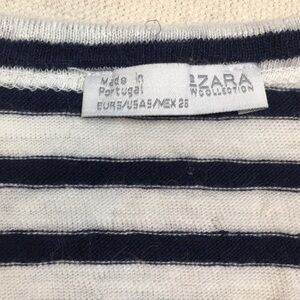 Made in
Portugal
EUR S/USA S/MEX 26
ZARA
W COLLECTION